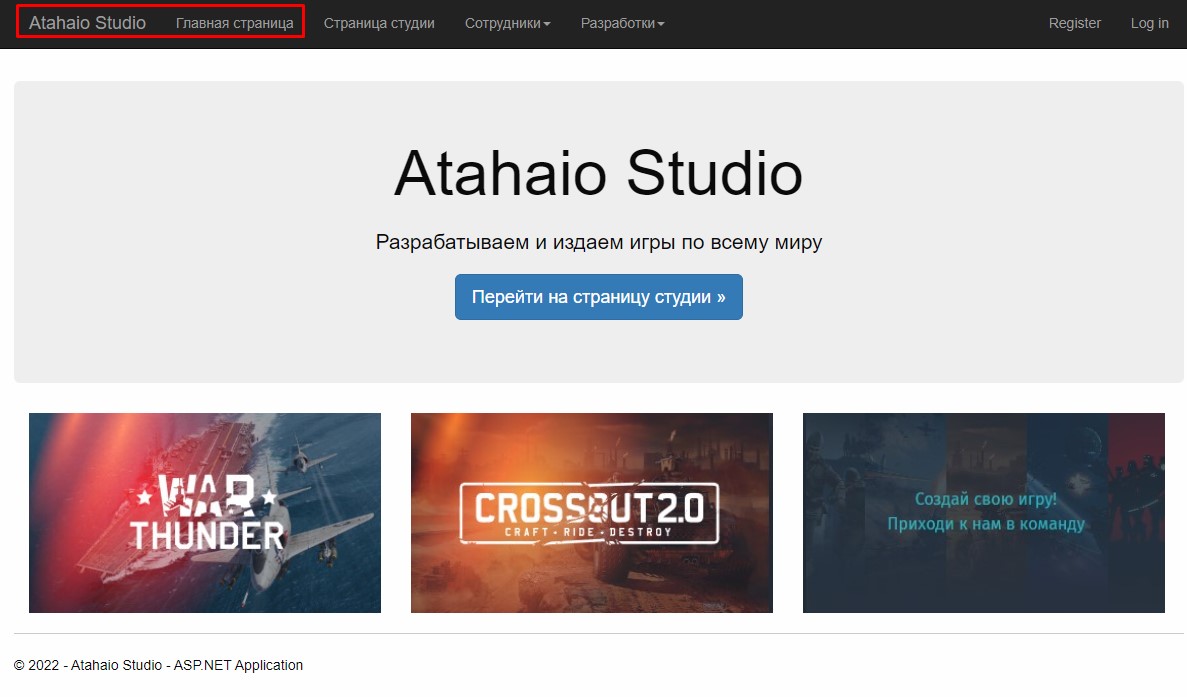 Atahaio Studio Главная страница Страница студии Сотрудники Разработки Register Log in
Atahaio Studio
Разрабатываем и издаем игры по всему миру
Перейти на страницу студии »
WAR
THUNDER
CROSSOUT 2.0
CRAFT • RIDE • DESTROY
Создай свою игру!
Приходи к нам в команду
© 2022 - Atahaio Studio - ASP.NET Application